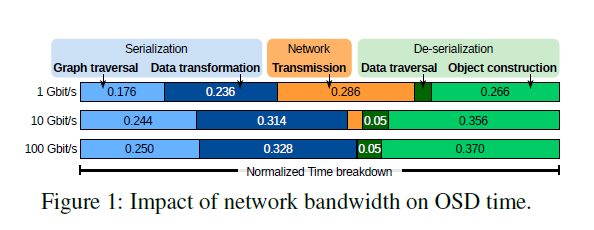 Serialization Network De-serialization
Graph traversal Data transformation Transmission Data traversal Object construction
1 Gbit/s 0.176 0.236 0.286 0.266
10 Gbit/s 0.244 0.314 0.05 0.356
100 Gbit/s 0.250 0.328 0.05 0.370
Normalized Time breakdown
Figure 1: Impact of network bandwidth on OSD time.